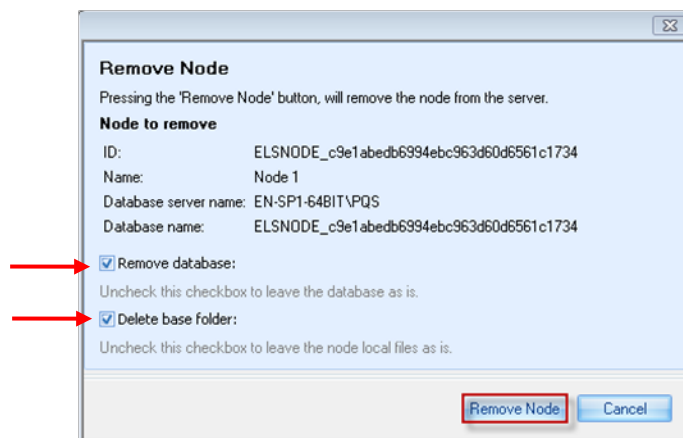 Remove Node
Pressing the 'Remove Node' button, will remove the node from the server.
Node to remove
ID: ELSNODE_c9e1abedb6994ebc963d60d6561c1734
Name: Node 1
Database server name: EN-SP1-64BIT\PQS
Database name: ELSNODE_c9e1abedb6994ebc963d60d6561c1734
Remove database:
Uncheck this checkbox to leave the database as is.
Delete base folder:
Uncheck this checkbox to leave the node local files as is.
Remove Node Cancel